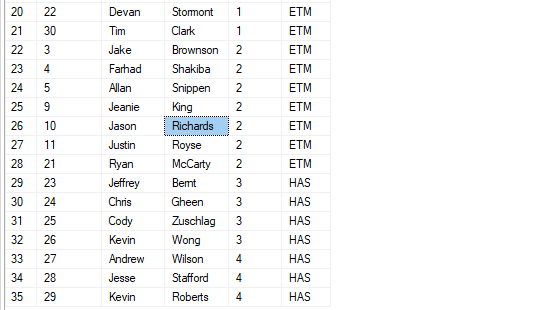 20 22 Devan Stormont 1 ETM
21 30 Tim Clark 1 ETM
22 3 Jake Brownson 2 ETM
23 4 Farhad Shakiba 2 ETM
24 5 Allan Snippen 2 ETM
25 9 Jeanie King 2 ETM
26 10 Jason Richards 2 ETM
27 11 Justin Royse 2 ETM
28 21 Ryan McCarty 2 ETM
29 23 Jeffrey Bernt 3 HAS
30 24 Chris Gheen 3 HAS
31 25 Cody Zuschlag 3 HAS
32 26 Kevin Wong 3 HAS
33 27 Andrew Wilson 4 HAS
34 28 Jesse Stafford 4 HAS
35 29 Kevin Roberts 4 HAS